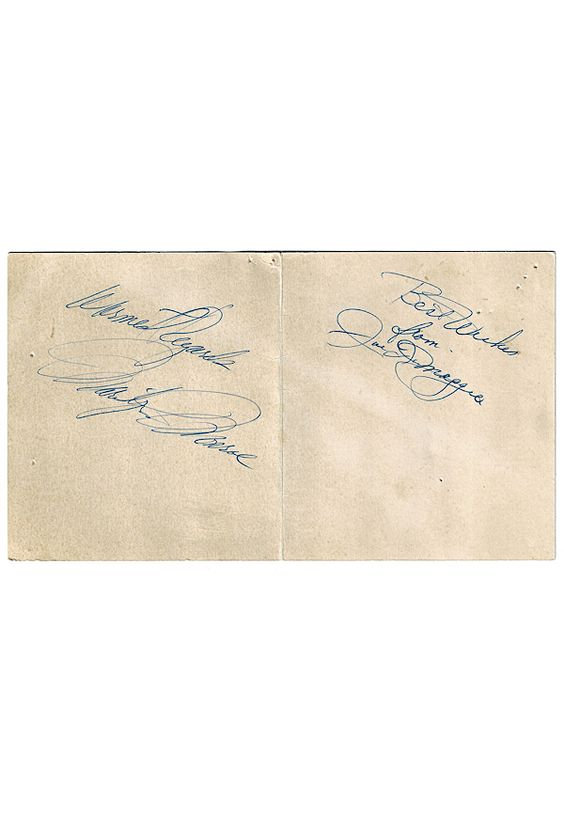 Warmest Regards
Marilyn Monroe
Best Wishes
from
Joe DiMaggio